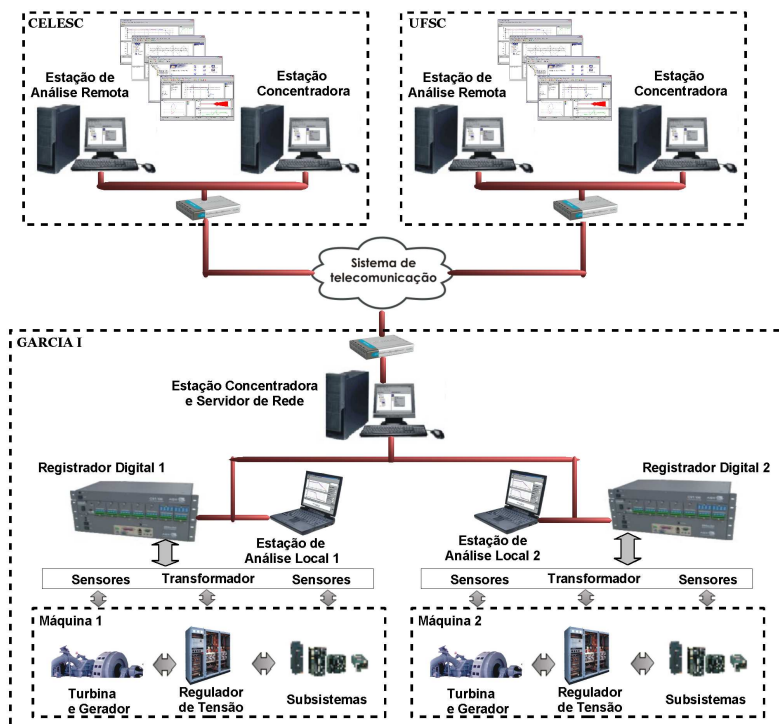 CELESC
Estação de
Análise Remota
Estação
Concentradora
UFSC
Estação de
Análise Remota
Estação
Concentradora
Sistema de
telecomunicação
GARCIA I
Estação Concentradora
e Servidor de Rede
Registrador Digital 1
Registrador Digital 2
Estação de
Análise Local 1
Estação de
Análise Local 2
Sensores Transformador Sensores
Sensores Transformador Sensores
Máquina 1
Turbina
e Gerador
Regulador
de Tensão
Subsistemas
Máquina 2
Turbina
e Gerador
Regulador
de Tensão
Subsistemas